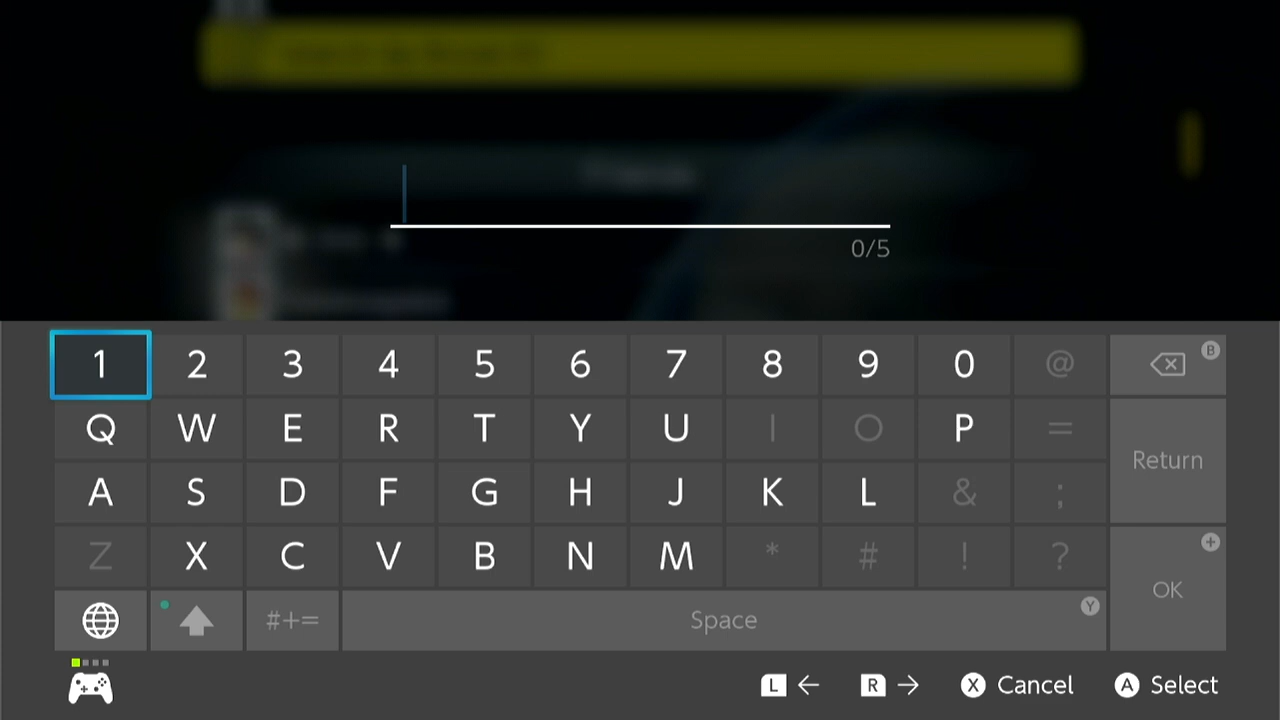 0/5
1 2 3 4 5 6 7 8 9 0 @ B
Q W E R T Y U I O P = Return
A S D F G H J K L & ;
Z X C V B N M * # ! ? + OK
#+= Space Y
L ← R → X Cancel A Select